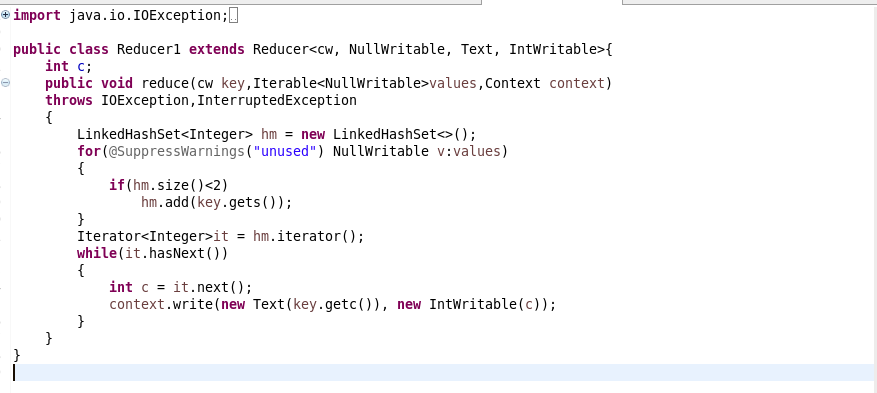 import java.io.IOException;

public class Reducer1 extends Reducer<cw, NullWritable, Text, IntWritable>{
    int c;
    public void reduce(cw key,Iterable<NullWritable>values,Context context)
    throws IOException,InterruptedException
    {
        LinkedHashSet<Integer> hm = new LinkedHashSet<>();
        for(@SuppressWarnings("unused") NullWritable v:values)
        {
            if(hm.size()<2)
                hm.add(key.gets());
        }
        Iterator<Integer>it = hm.iterator();
        while(it.hasNext())
        {
            int c = it.next();
            context.write(new Text(key.getc()), new IntWritable(c));
        }
    }
}